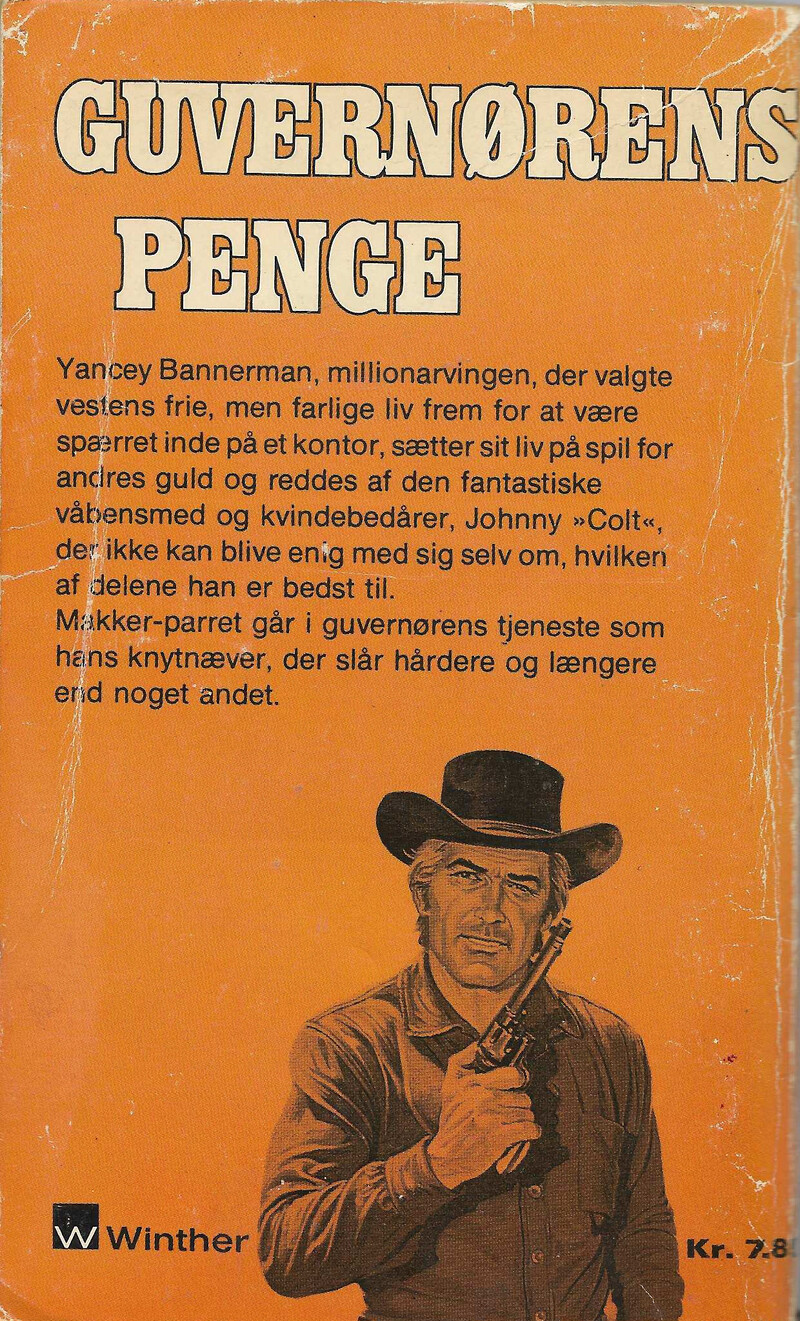 GUVERNØRENS
PENGE
Yancey Bannerman, millionarvingen, der valgte
vestens frie, men farlige liv frem for at være
spærret inde på et kontor, sætter sit liv på spil for
andres guld og reddes af den fantastiske
våbensmed og kvindebedårer, Johnny »Colt«,
der ikke kan blive enig med sig selv om, hvilken
af delene han er bedst til.
Makker-parret går i guvernørens tjeneste som
hans knytnæver, der slår hårdere og længere
end noget andet.
W Winther
Kr. 7.8